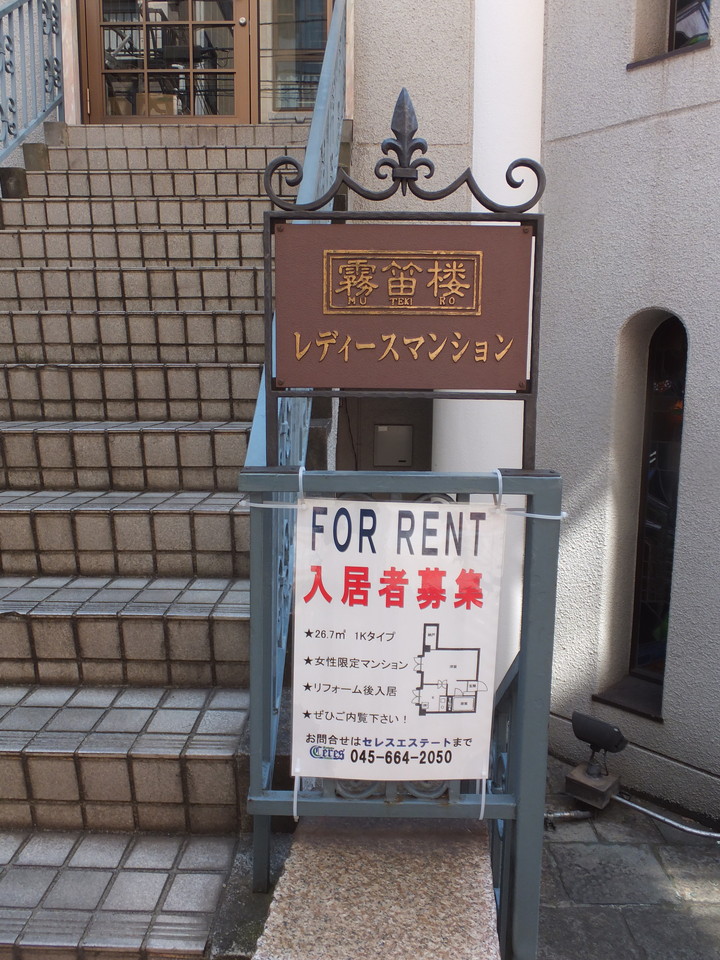 霧笛楼
MU TEKI RO
レディースマンション
FOR RENT
入居者募集
★26.7㎡ 1Kタイプ
★女性限定マンション
★リフォーム後入居
★ぜひご内覧下さい！
お問合せはセレスエステートまで
Ceres 045-664-2050